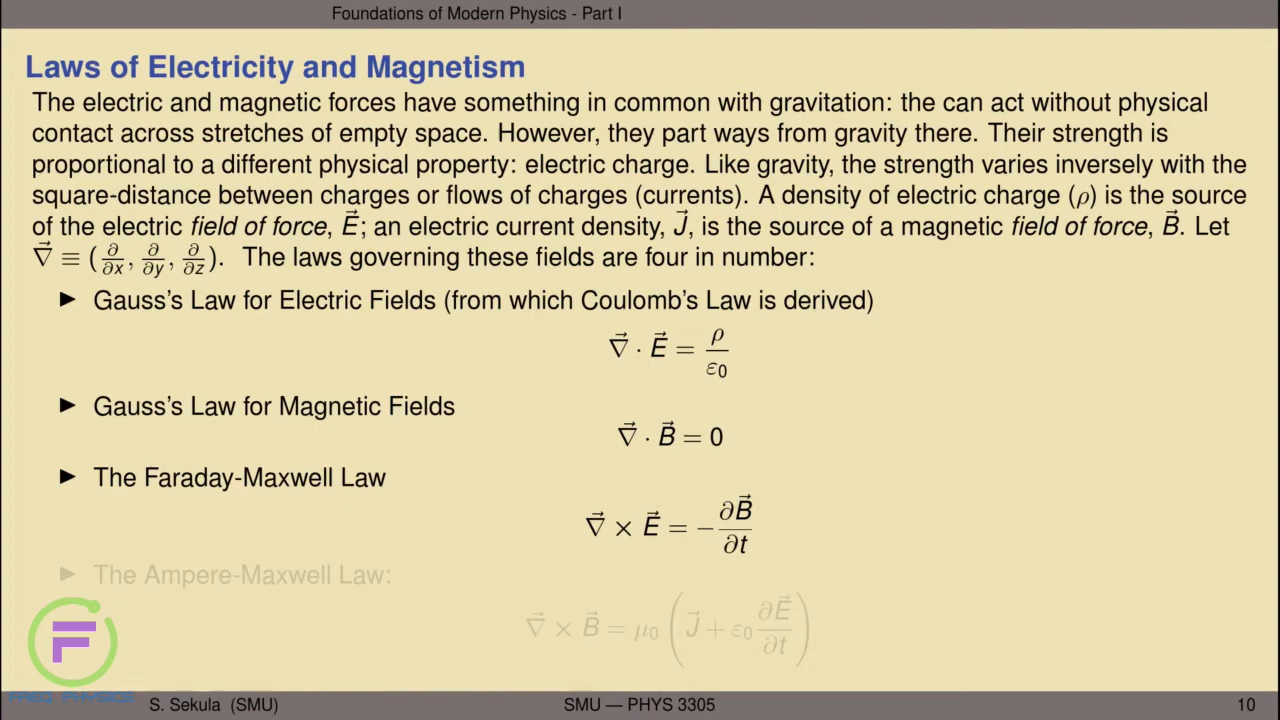 Foundations of Modern Physics - Part I
Laws of Electricity and Magnetism
The electric and magnetic forces have something in common with gravitation: the can act without physical
contact across stretches of empty space. However, they part ways from gravity there. Their strength is
proportional to a different physical property: electric charge. Like gravity, the strength varies inversely with the
square-distance between charges or flows of charges (currents). A density of electric charge (ρ) is the source
of the electric field of force, E⃗; an electric current density, J⃗, is the source of a magnetic field of force, B⃗. Let
∇⃗ ≡ (∂/∂x, ∂/∂y, ∂/∂z). The laws governing these fields are four in number:
▶ Gauss's Law for Electric Fields (from which Coulomb's Law is derived)
∇⃗ · E⃗ = ρ/ε₀
▶ Gauss's Law for Magnetic Fields
∇⃗ · B⃗ = 0
▶ The Faraday-Maxwell Law
∇⃗ × E⃗ = −∂B⃗/∂t
▶ The Ampere-Maxwell Law:
∇⃗ × B⃗ = μ₀ (J⃗ + ε₀ ∂E⃗/∂t)
F
FREQ PHYSICS
S. Sekula (SMU)
SMU — PHYS 3305
10